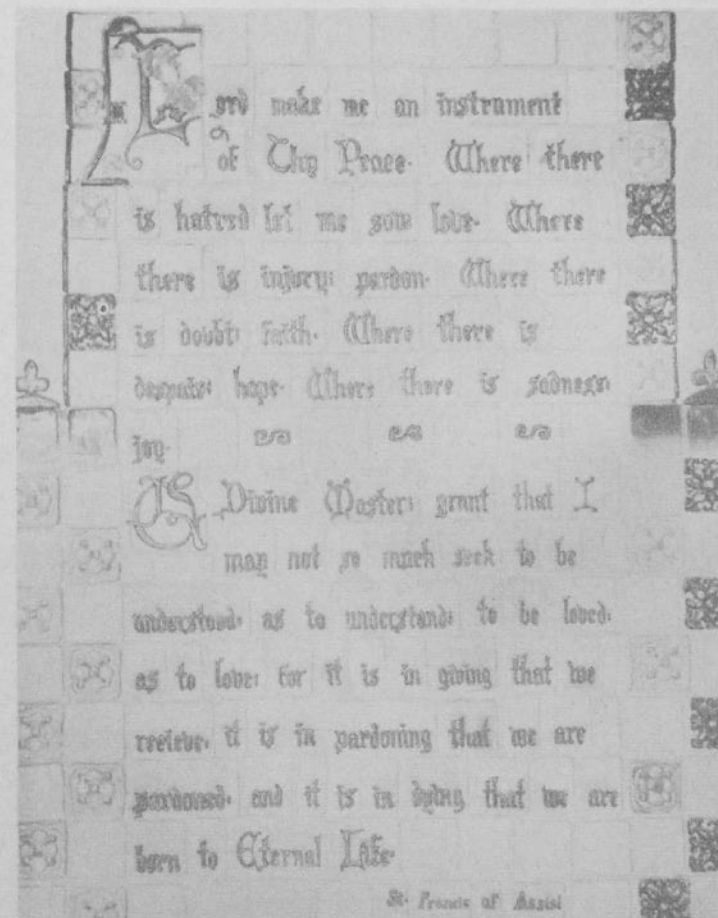 Lord make me an instrument
of Thy Peace. Where there
is hatred let me sow love. Where
there is injury; pardon. Where there
is doubt; faith. Where there is
despair; hope. Where there is sadness;
joy.
O Divine Master; grant that I
may not so much seek to be
understood, as to understand; to be loved,
as to love; for it is in giving that we
recieve, it is in pardoning that we are
pardoned, and it is in dying that we are
born to Eternal Life.
St. Francis of Assisi